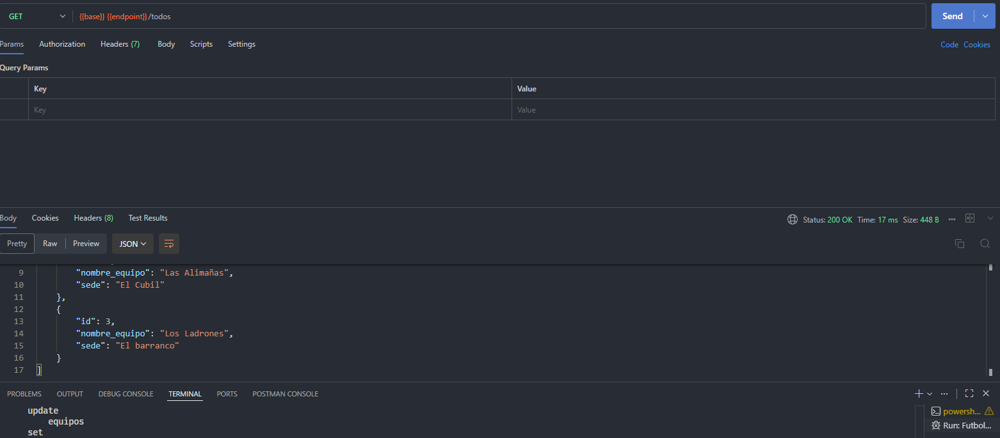 GET {{base}} {{endpoint}}/todos Send
Params Authorization Headers (7) Body Scripts Settings Code Cookies
Query Params
Key Value
Key Value
Body Cookies Headers (8) Test Results Status: 200 OK Time: 17 ms Size: 448 B
Pretty Raw Preview JSON
9 "nombre_equipo": "Las Alimañas",
10 "sede": "El Cubil"
11 },
12 {
13 "id": 3,
14 "nombre_equipo": "Los Ladrones",
15 "sede": "El barranco"
16 }
17 ]
PROBLEMS OUTPUT DEBUG CONSOLE TERMINAL PORTS POSTMAN CONSOLE
update
equipos
set
powersh...
Run: Futbol...